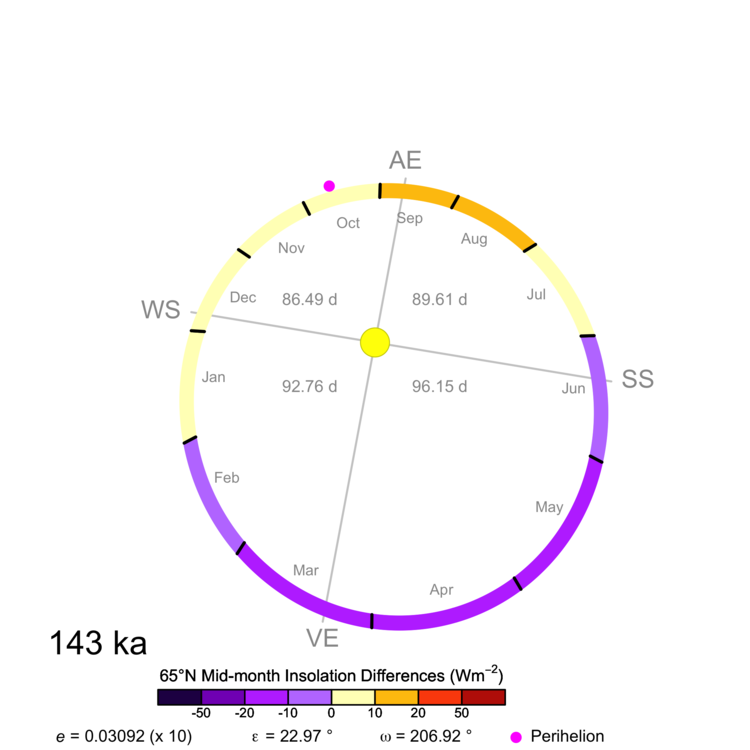 AE
Oct
Sep
Nov
Aug
Dec
86.49 d
89.61 d
Jul
WS
Jan
92.76 d
96.15 d
Jun
SS
Feb
May
Mar
Apr
VE
143 ka
65°N Mid-month Insolation Differences (Wm⁻²)
-50 -20 -10 0 10 20 50
e = 0.03092 (x 10) ε = 22.97 ° ω = 206.92 ° Perihelion